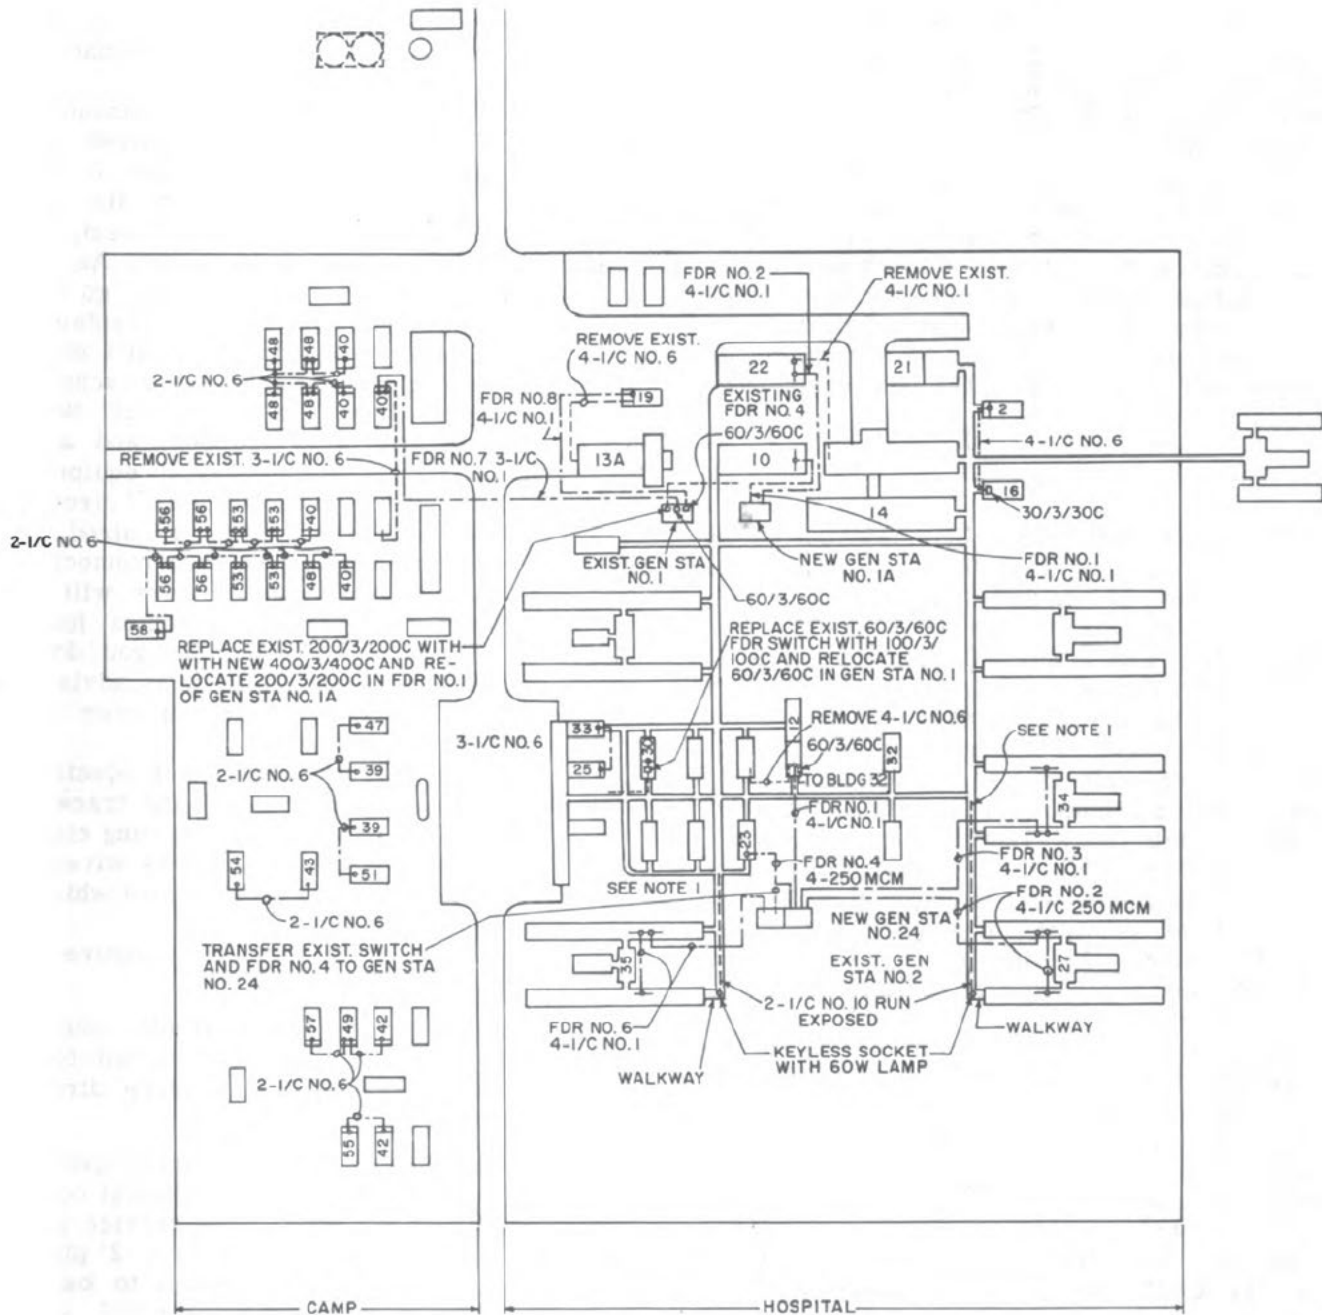 FDR NO.2
4-1/C NO.1
REMOVE EXIST.
4-1/C NO.1
REMOVE EXIST.
4-1/C NO. 6
48
48
40
2-1/C NO.6
48
48
40
40
FDR NO.8
4-1/C NO.1
19
22
21
EXISTING
FDR NO.4
60/3/60C
2
4-1/C NO.6
REMOVE EXIST. 3-1/C NO. 6
FDR NO.7 3-1/C
NO.1
13A
10
16
30/3/30C
14
56
56
53
53
40
2-1/C NO.6
56
56
53
53
48
40
58
EXIST. GEN STA
NO. 1
NEW GEN STA
NO. 1A
FDR NO.1
4-1/C NO.1
60/3/60C
REPLACE EXIST. 200/3/200C WITH
WITH NEW 400/3/400C AND RE-
LOCATE 200/3/200C IN FDR NO.1
OF GEN STA NO. 1A
REPLACE EXIST. 60/3/60C
FDR SWITCH WITH 100/3/
100C AND RELOCATE
60/3/60C IN GEN STA NO. 1
47
39
2-1/C NO. 6
39
51
3-1/C NO. 6
33
25
30
12
REMOVE 4-1/C NO.6
60/3/60C
TO BLDG 32
32
SEE NOTE 1
34
FDR NO.1
4-1/C NO.1
23
54
43
2-1/C NO.6
SEE NOTE 1
FDR NO.4
4-250 MCM
FDR NO. 3
4-1/C NO.1
FDR NO.2
4-1/C 250 MCM
NEW GEN STA
NO.24
TRANSFER EXIST. SWITCH
AND FDR NO.4 TO GEN STA
NO. 24
35
EXIST. GEN
STA NO.2
27
2-1/C NO. 10 RUN
EXPOSED
FDR NO. 6
4-1/C NO.1
WALKWAY
KEYLESS SOCKET
WITH 60W LAMP
WALKWAY
57
49
42
2-1/C NO.6
55
42
CAMP
HOSPITAL